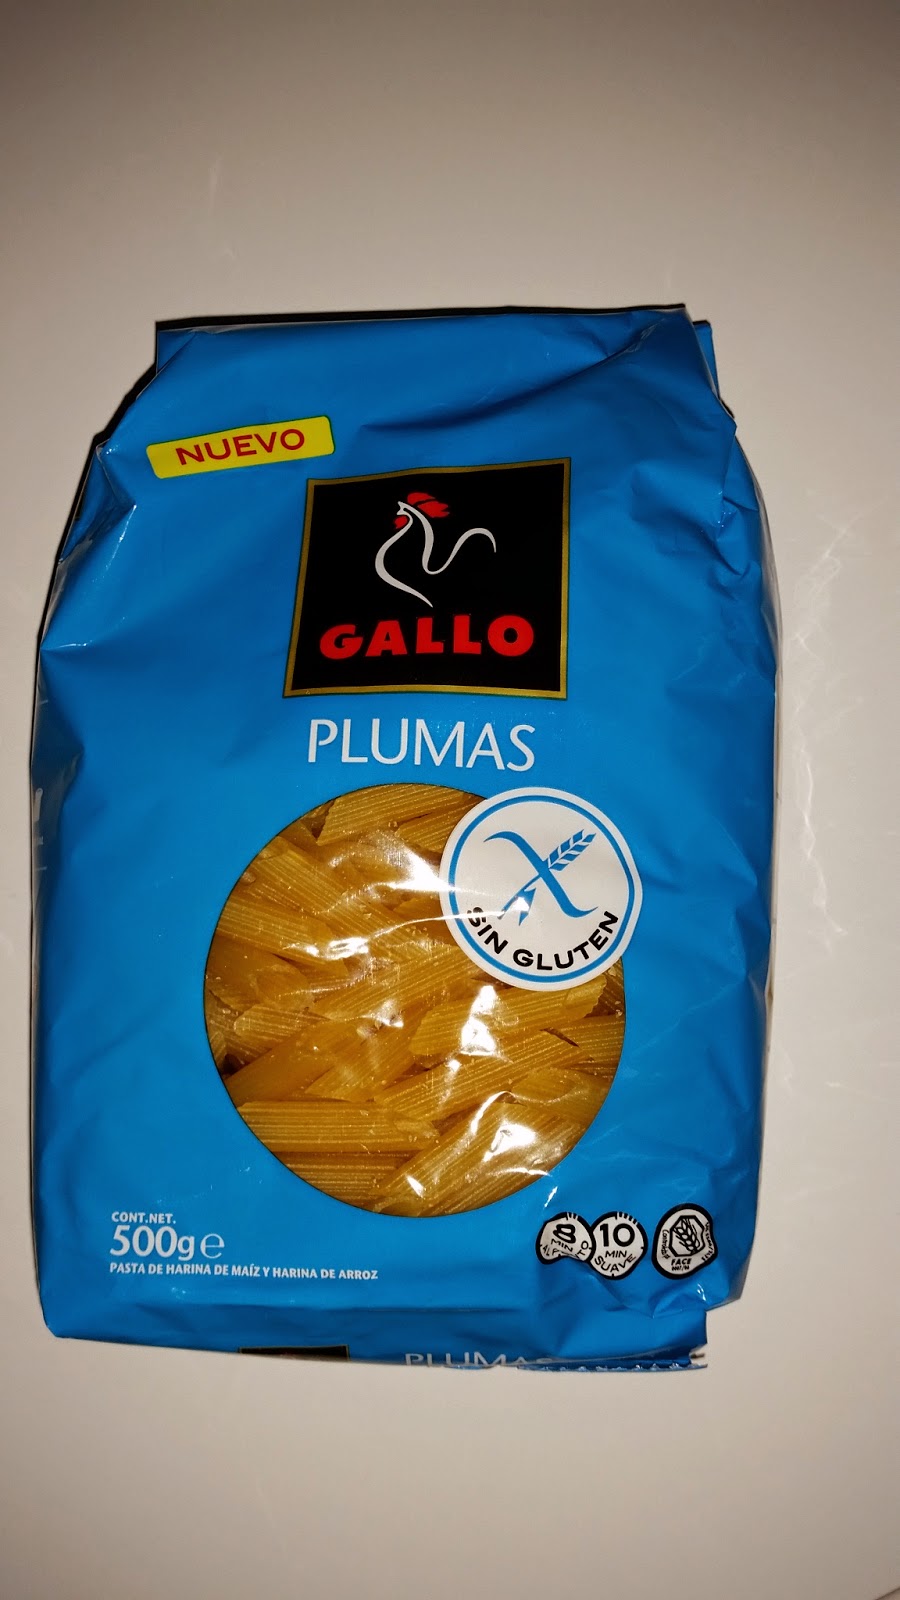 NUEVO
GALLO
PLUMAS
SIN GLUTEN
CONT.NET.
500g e
PASTA DE HARINA DE MAÍZ Y HARINA DE ARROZ
8
MIN
10
MIN
SUAVE
FACE
PLUMAS